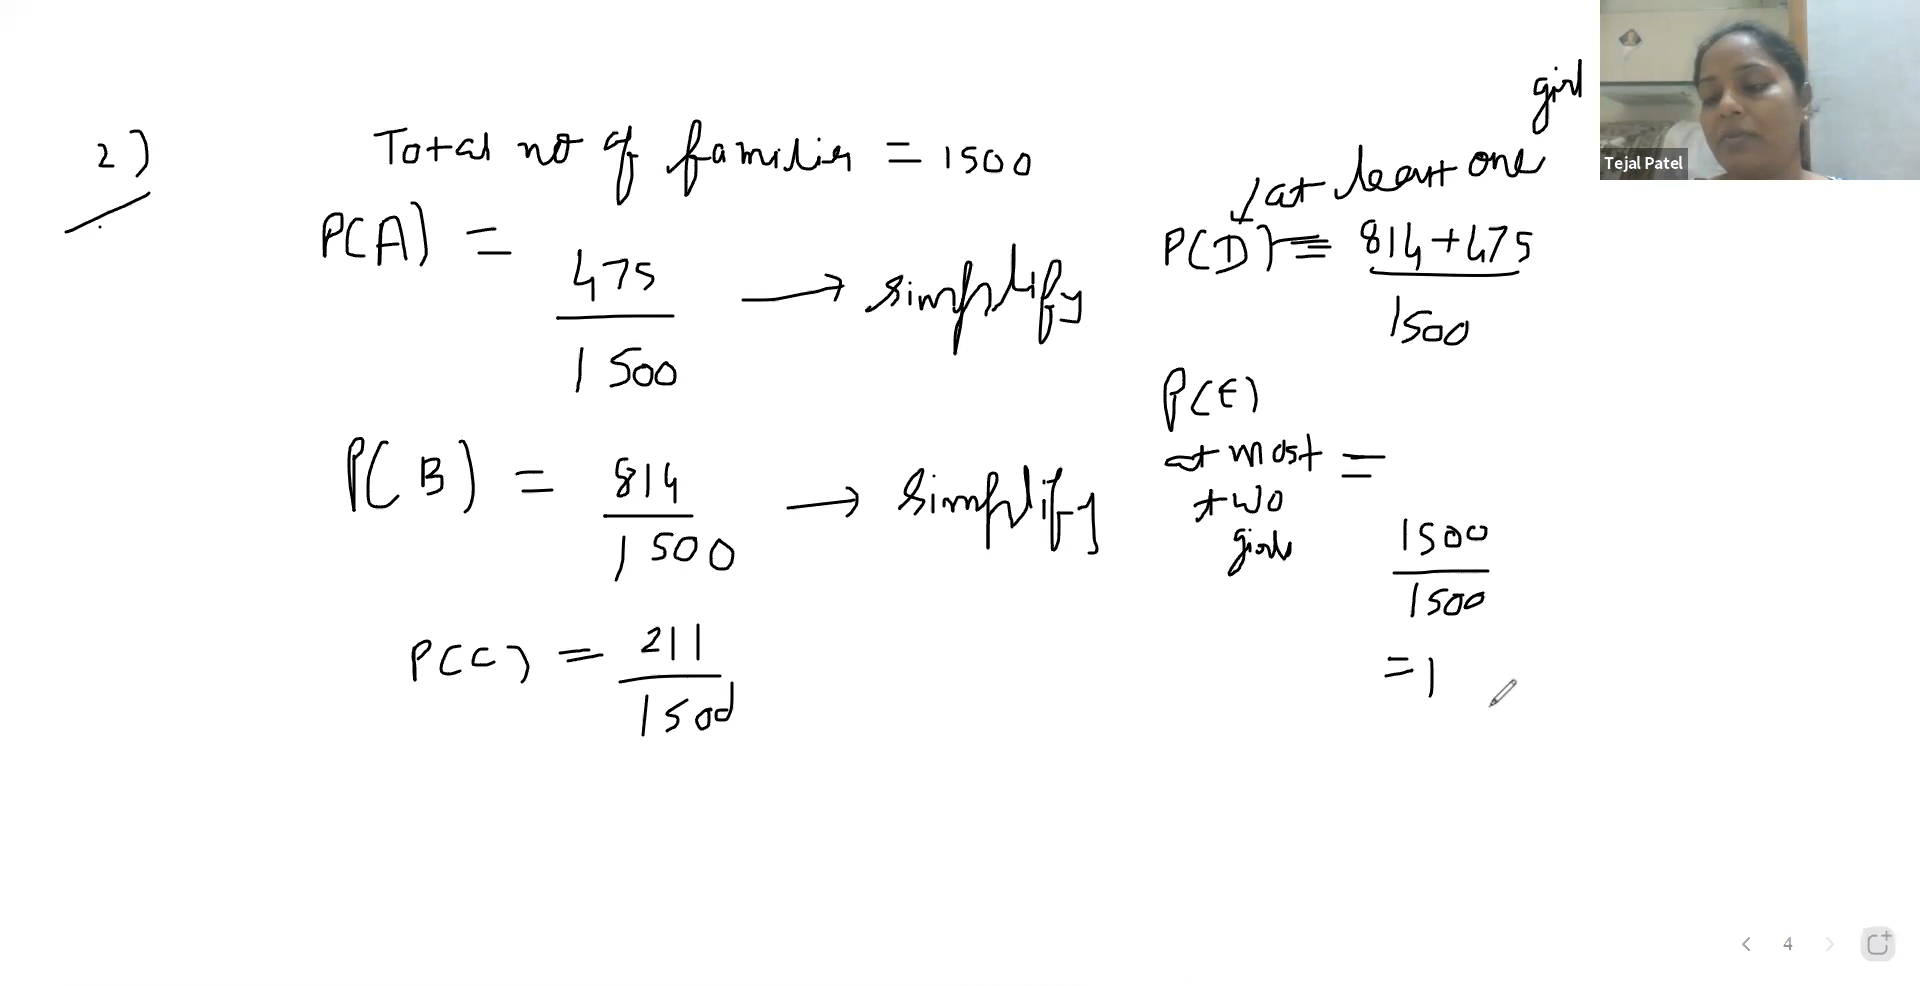 2)
Total no of families = 1500
P(A) =
475
1500
→ simplify
P(B) =
814
1500
→ simplify
P(C) =
211
1500
at least one girl
P(D) =
814+475
1500
P(E)
at most
two
girls
=
1500
1500
=1
Tejal Patel
4